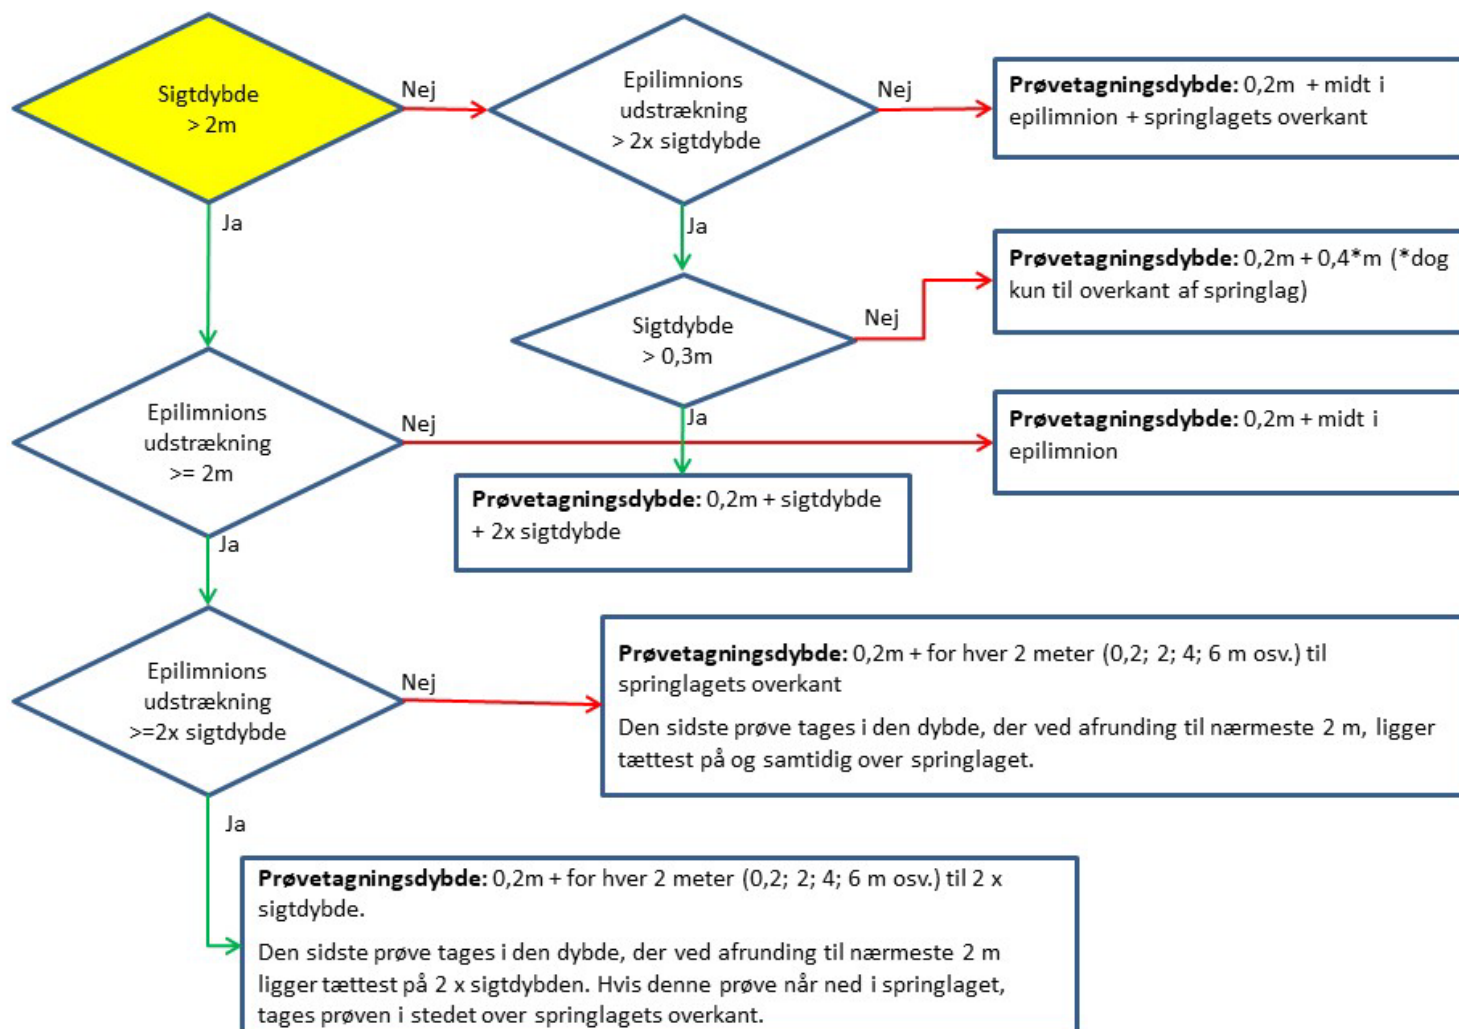 Sigtdybde
> 2m
Nej
Epilimnions
udstrækning
> 2x sigtdybde
Nej
Prøvetagningsdybde: 0,2m + midt i
epilimnion + springlagets overkant
Ja
Ja
Sigtdybde
> 0,3m
Nej
Prøvetagningsdybde: 0,2m + 0,4*m (*dog
kun til overkant af springlag)
Epilimnions
udstrækning
>= 2m
Nej
Ja
Prøvetagningsdybde: 0,2m + midt i
epilimnion
Prøvetagningsdybde: 0,2m + sigtdybde
+ 2x sigtdybde
Ja
Epilimnions
udstrækning
>=2x sigtdybde
Nej
Prøvetagningsdybde: 0,2m + for hver 2 meter (0,2; 2; 4; 6 m osv.) til
springlagets overkant
Den sidste prøve tages i den dybde, der ved afrunding til nærmeste 2 m, ligger
tættest på og samtidig over springlaget.
Ja
Prøvetagningsdybde: 0,2m + for hver 2 meter (0,2; 2; 4; 6 m osv.) til 2 x
sigtdybde.
Den sidste prøve tages i den dybde, der ved afrunding til nærmeste 2 m
ligger tættest på 2 x sigtdybden. Hvis denne prøve når ned i springlaget,
tages prøven i stedet over springlagets overkant.